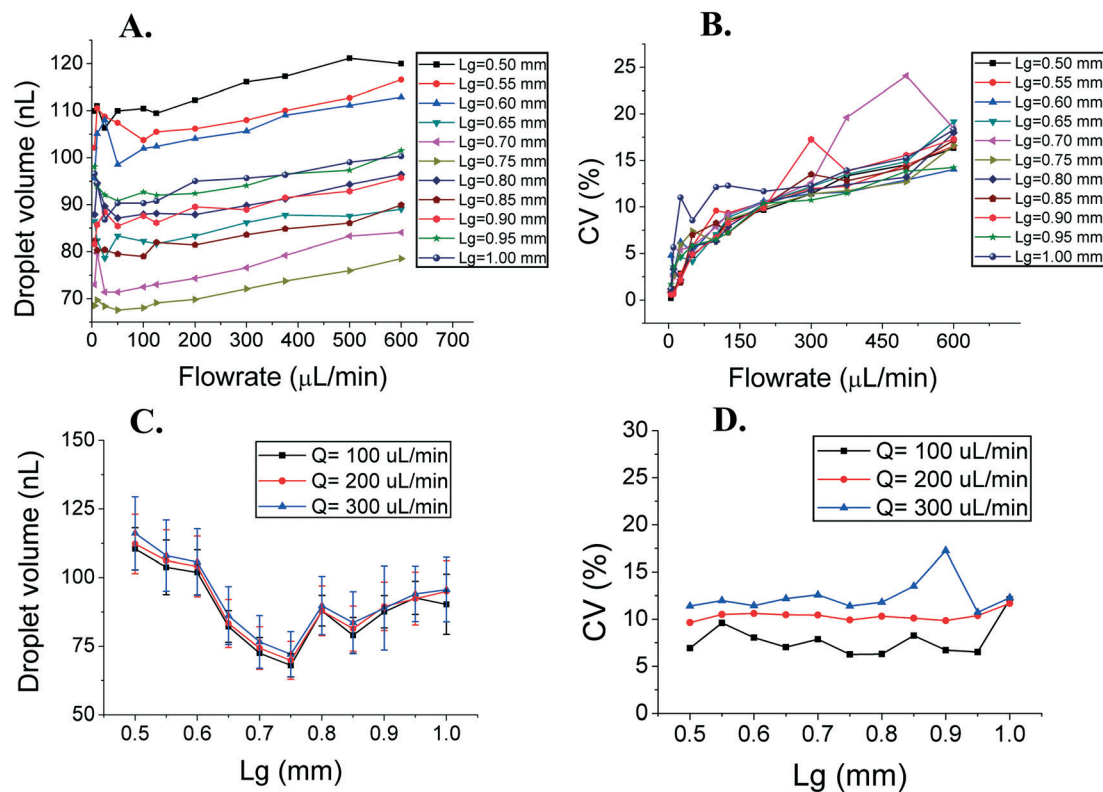 A.
Droplet volume (nL)
120
110
100
90
80
70
0 100 200 300 400 500 600 700
Flowrate (μL/min)
Lg=0.50 mm
Lg=0.55 mm
Lg=0.60 mm
Lg=0.65 mm
Lg=0.70 mm
Lg=0.75 mm
Lg=0.80 mm
Lg=0.85 mm
Lg=0.90 mm
Lg=0.95 mm
Lg=1.00 mm
B.
CV (%)
25
20
15
10
5
0
0 150 300 450 600
Flowrate (μL/min)
Lg=0.50 mm
Lg=0.55 mm
Lg=0.60 mm
Lg=0.65 mm
Lg=0.70 mm
Lg=0.75 mm
Lg=0.80 mm
Lg=0.85 mm
Lg=0.90 mm
Lg=0.95 mm
Lg=1.00 mm
C.
Droplet volume (nL)
150
125
100
75
50
0.5 0.6 0.7 0.8 0.9 1.0
Lg (mm)
Q= 100 uL/min
Q= 200 uL/min
Q= 300 uL/min
D.
CV (%)
30
25
20
15
10
5
0
0.5 0.6 0.7 0.8 0.9 1.0
Lg (mm)
Q= 100 uL/min
Q= 200 uL/min
Q= 300 uL/min